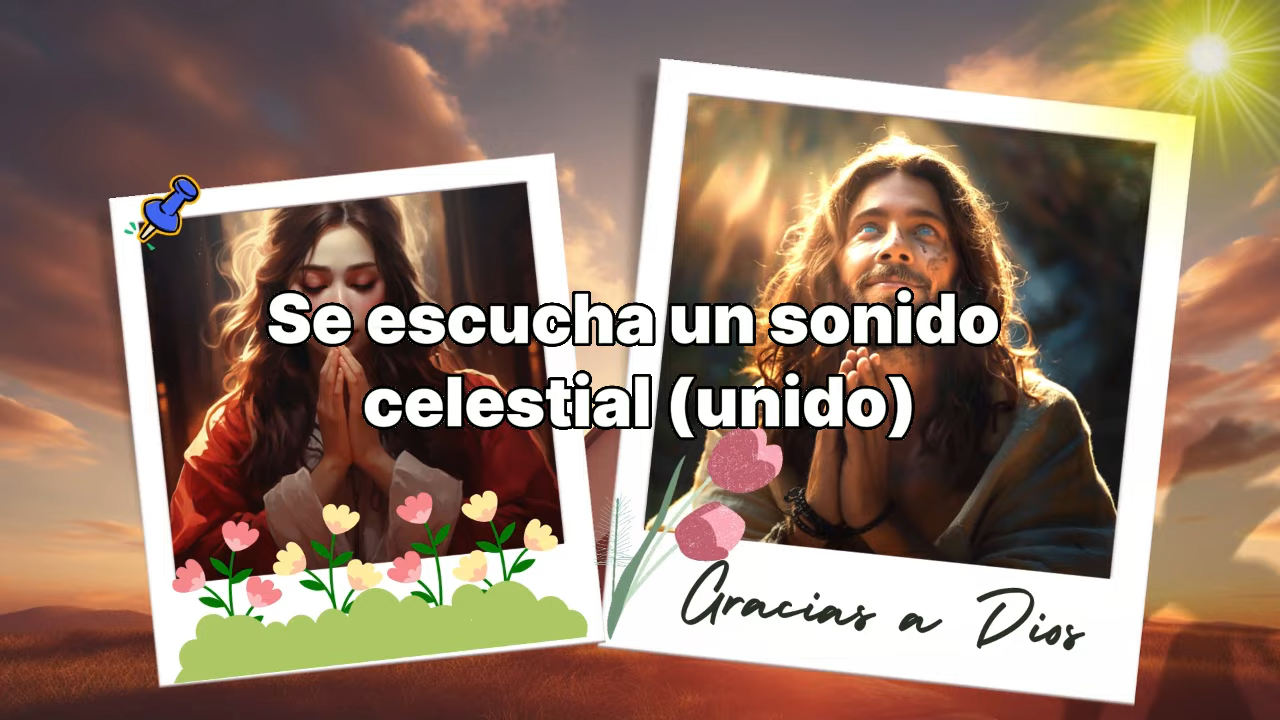 Se escucha un sonido
celestial (unido)
Gracias a Dios